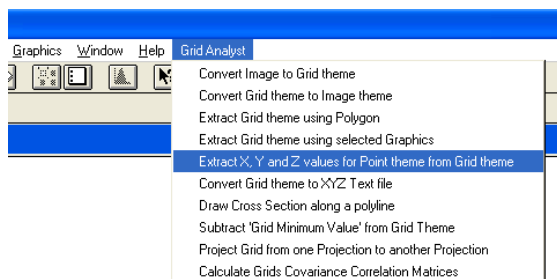 Graphics Window Help Grid Analyst
Convert Image to Grid theme
Convert Grid theme to Image theme
Extract Grid theme using Polygon
Extract Grid theme using selected Graphics
Extract X, Y and Z values for Point theme from Grid theme
Convert Grid theme to XYZ Text file
Draw Cross Section along a polyline
Subtract 'Grid Minimum Value' from Grid Theme
Project Grid from one Projection to another Projection
Calculate Grids Covariance Correlation Matrices